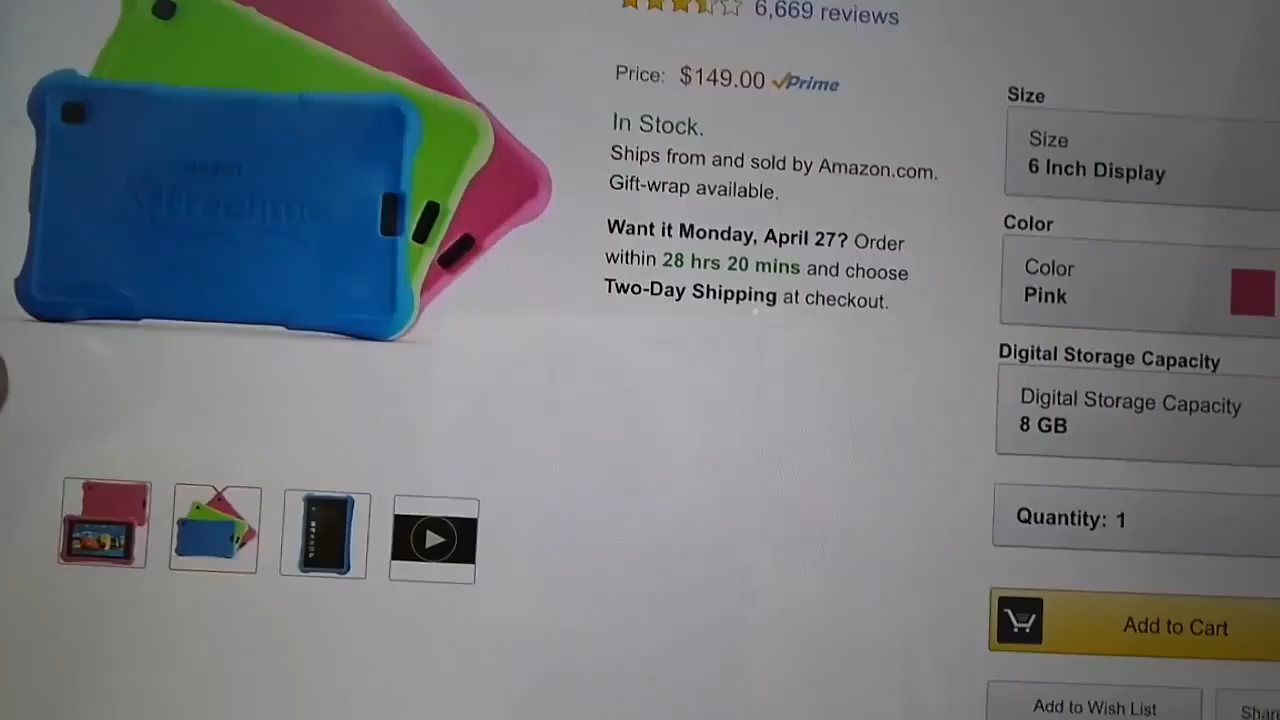 6,669 reviews
Price: $149.00 Prime
In Stock.
Ships from and sold by Amazon.com.
Gift-wrap available.
Want it Monday, April 27? Order
within 28 hrs 20 mins and choose
Two-Day Shipping at checkout.
freetime
Size
Size
6 Inch Display
Color
Color
Pink
Digital Storage Capacity
Digital Storage Capacity
8 GB
Quantity: 1
Add to Cart
Add to Wish List